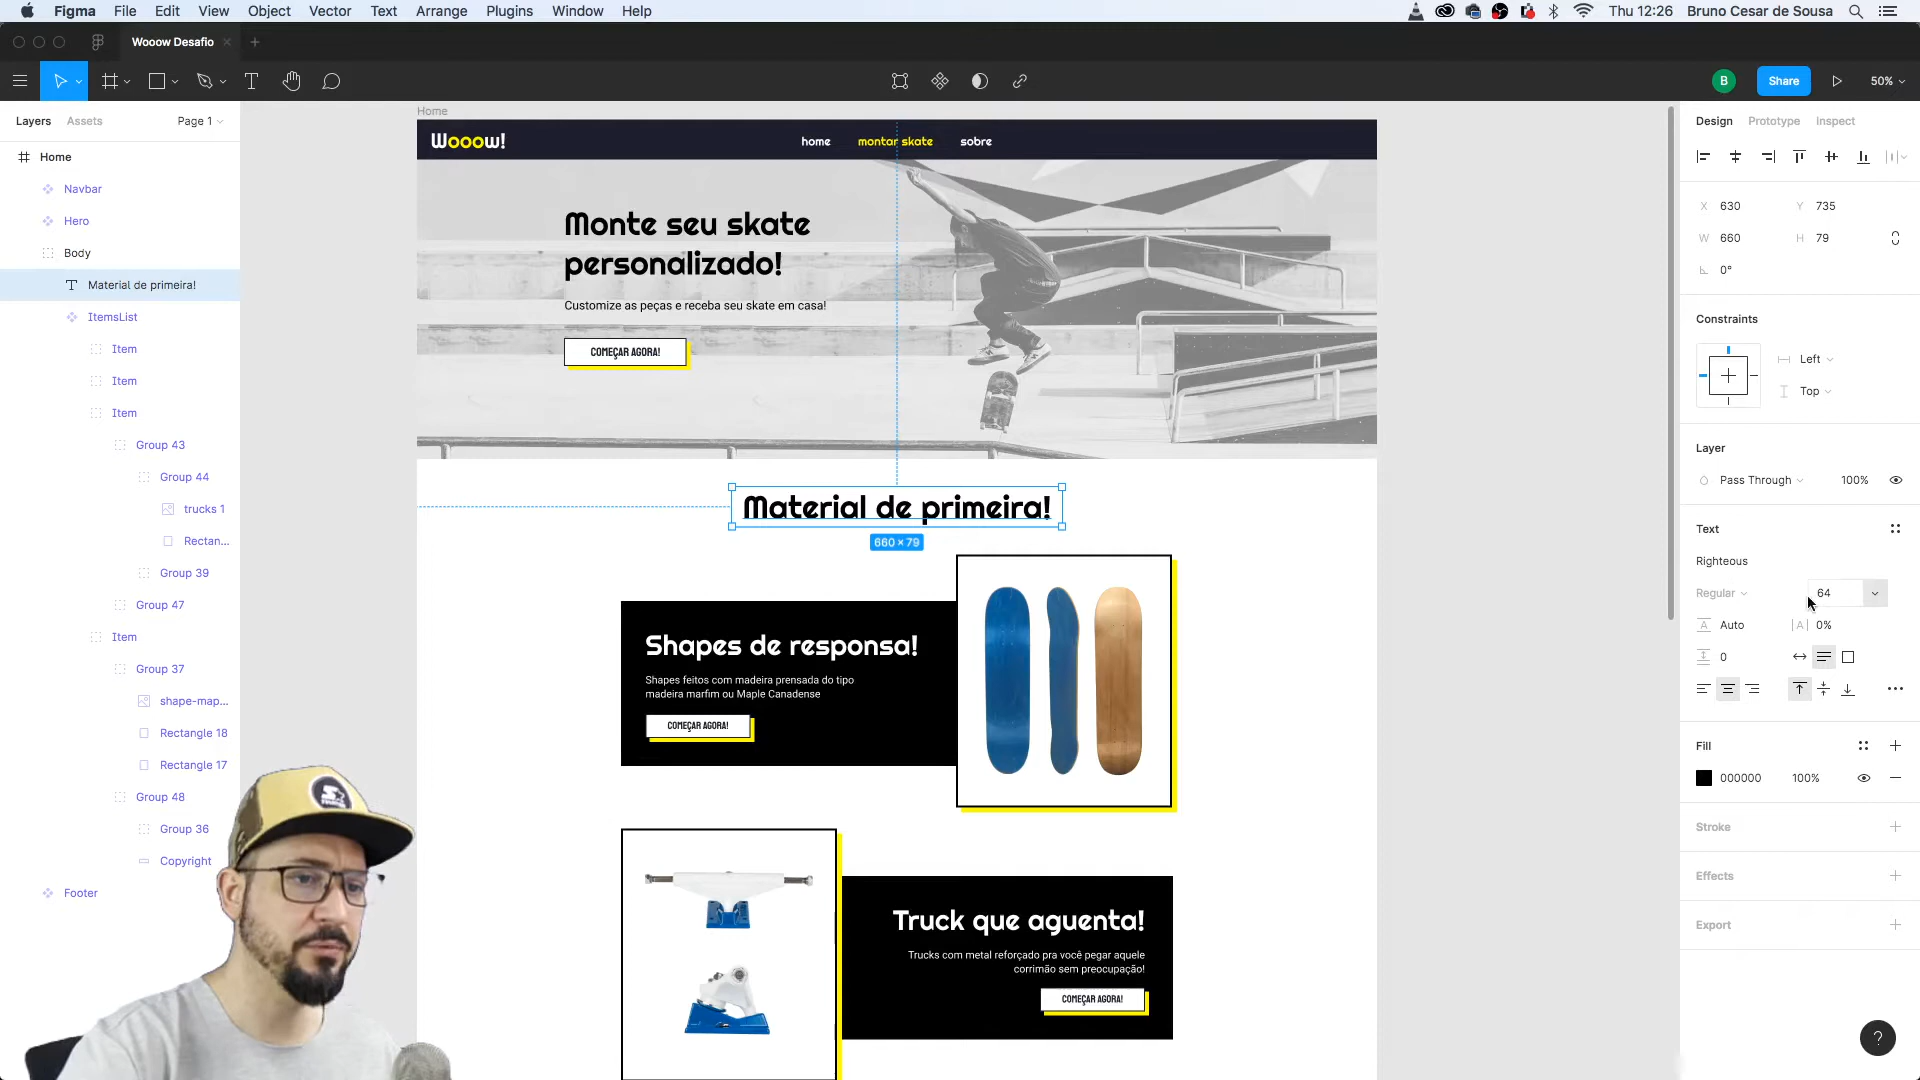 Figma File Edit View Object Vector Text Arrange Plugins Window Help
Thu 12:26 Bruno Cesar de Sousa
Wooow Desafio
B Share 50%
Layers Assets Page 1
Home
Navbar
Hero
Body
Material de primeira!
ItemsList
Item
Item
Item
Group 43
Group 44
trucks 1
Rectan...
Group 39
Group 47
Item
Group 37
shape-map...
Rectangle 18
Rectangle 17
Group 48
Group 36
Copyright
Footer
Home
Wooow!
home montar skate sobre
Monte seu skate
personalizado!
Customize as peças e receba seu skate em casa!
COMEÇAR AGORA!
Material de primeira!
660 × 79
Shapes de responsa!
Shapes feitos com madeira prensada do tipo
madeira marfim ou Maple Canadense
COMEÇAR AGORA!
Truck que aguenta!
Trucks com metal reforçado pra você pegar aquele
corrimão sem preocupação!
COMEÇAR AGORA!
Design Prototype Inspect
X 630 Y 735
W 660 H 79
0°
Constraints
Left
Top
Layer
Pass Through 100%
Text
Righteous
Regular 64
Auto 0%
0
Fill
000000 100%
Stroke
Effects
Export
?